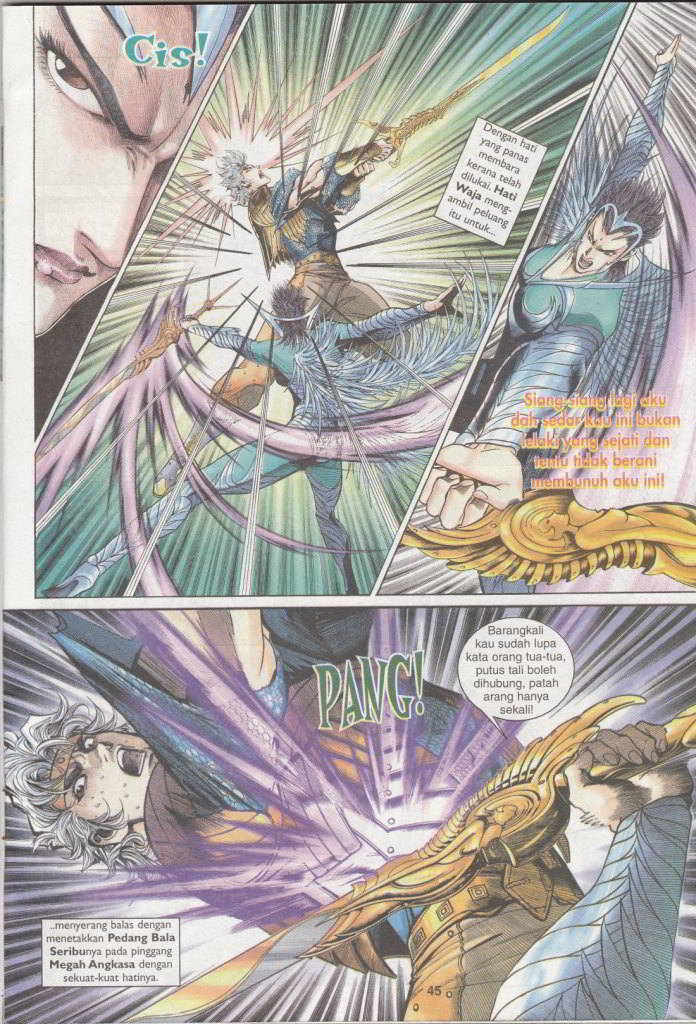 Cis!
Dengan hati
yang panas
membara
kerana telah
dilukai. Hati
Waja meng-
ambil peluang
itu untuk...
Siang-siang lagi aku
dah sedar kau ini bukan
lelaki yang sejati dan
tentu tidak berani
membunuh aku ini!
Barangkali
kau sudah lupa
kata orang tua-tua,
putus tali boleh
dihubung, patah
arang hanya
sekali!
PANG!
..menyerang balas dengan
menetakkan Pedang Bala
Seribunya pada pinggang
Megah Angkasa dengan
sekuat-kuat hatinya.
45